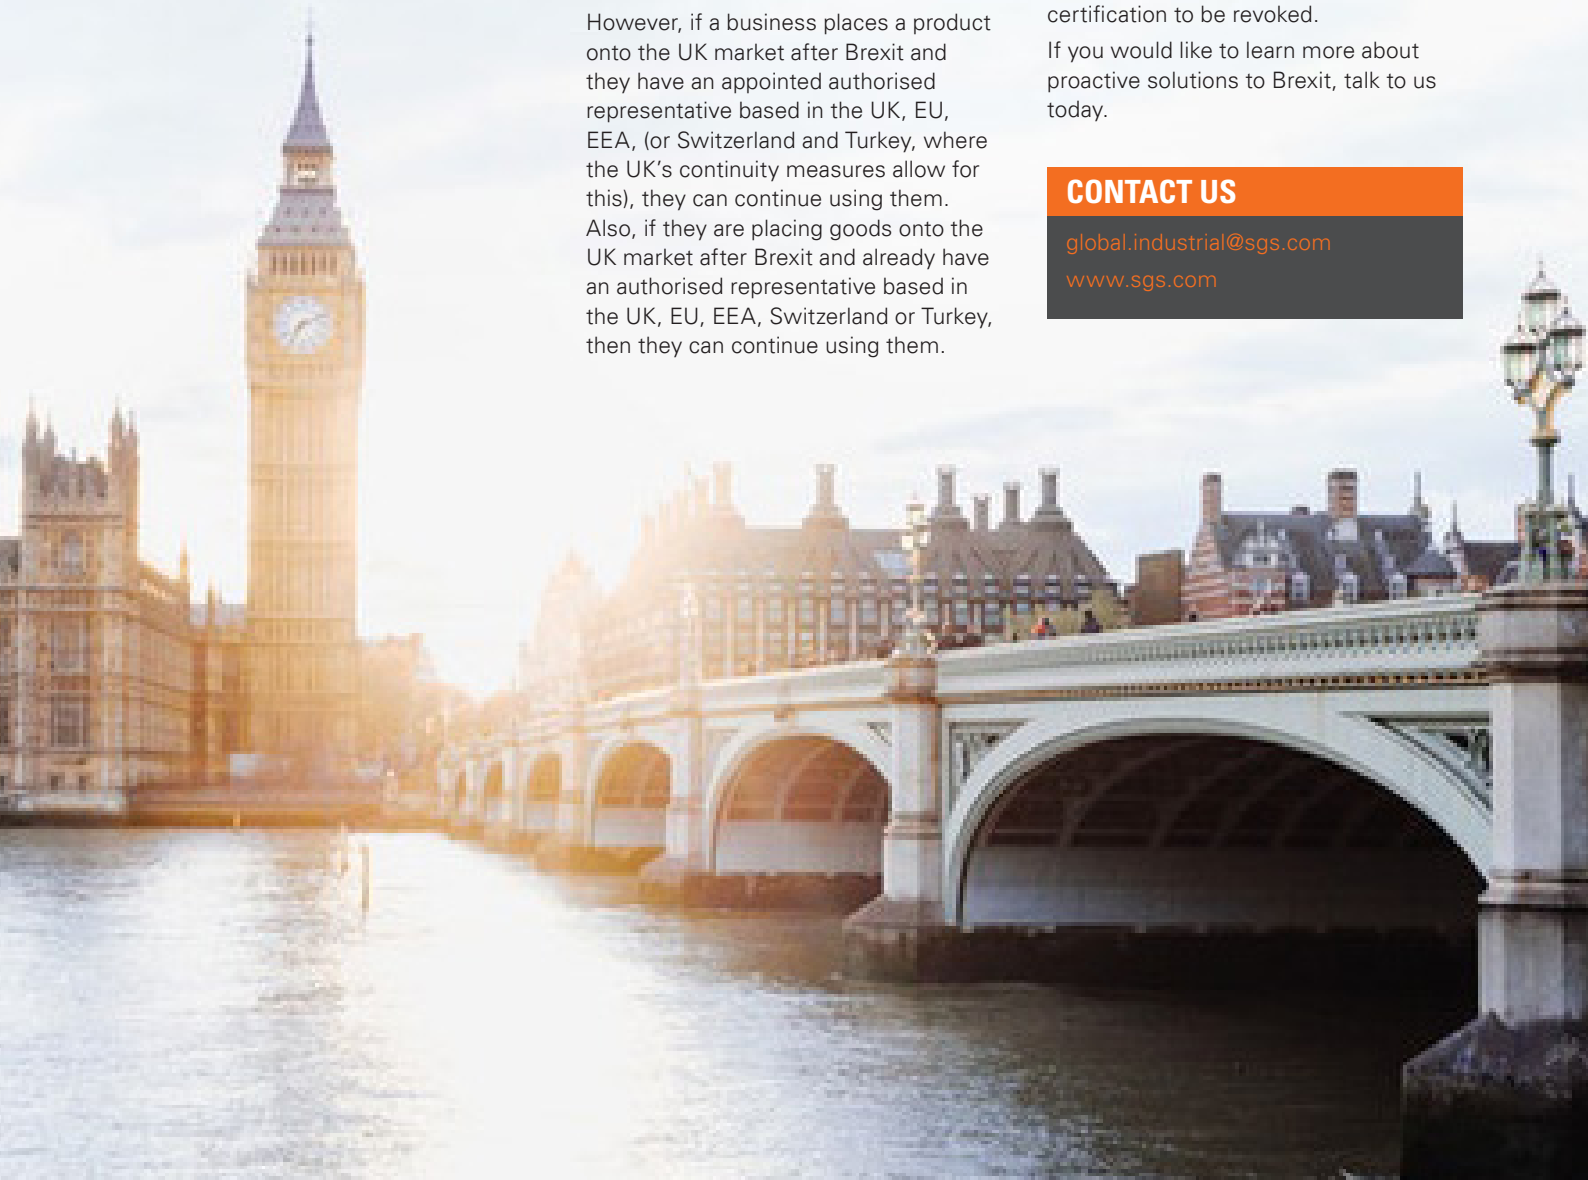 However, if a business places a product
onto the UK market after Brexit and
they have an appointed authorised
representative based in the UK, EU,
EEA, (or Switzerland and Turkey, where
the UK's continuity measures allow for
this), they can continue using them.
Also, if they are placing goods onto the
UK market after Brexit and already have
an authorised representative based in
the UK, EU, EEA, Switzerland or Turkey,
then they can continue using them.
certification to be revoked.
If you would like to learn more about
proactive solutions to Brexit, talk to us
today.
CONTACT US
global.industrial@sgs.com
www.sgs.com